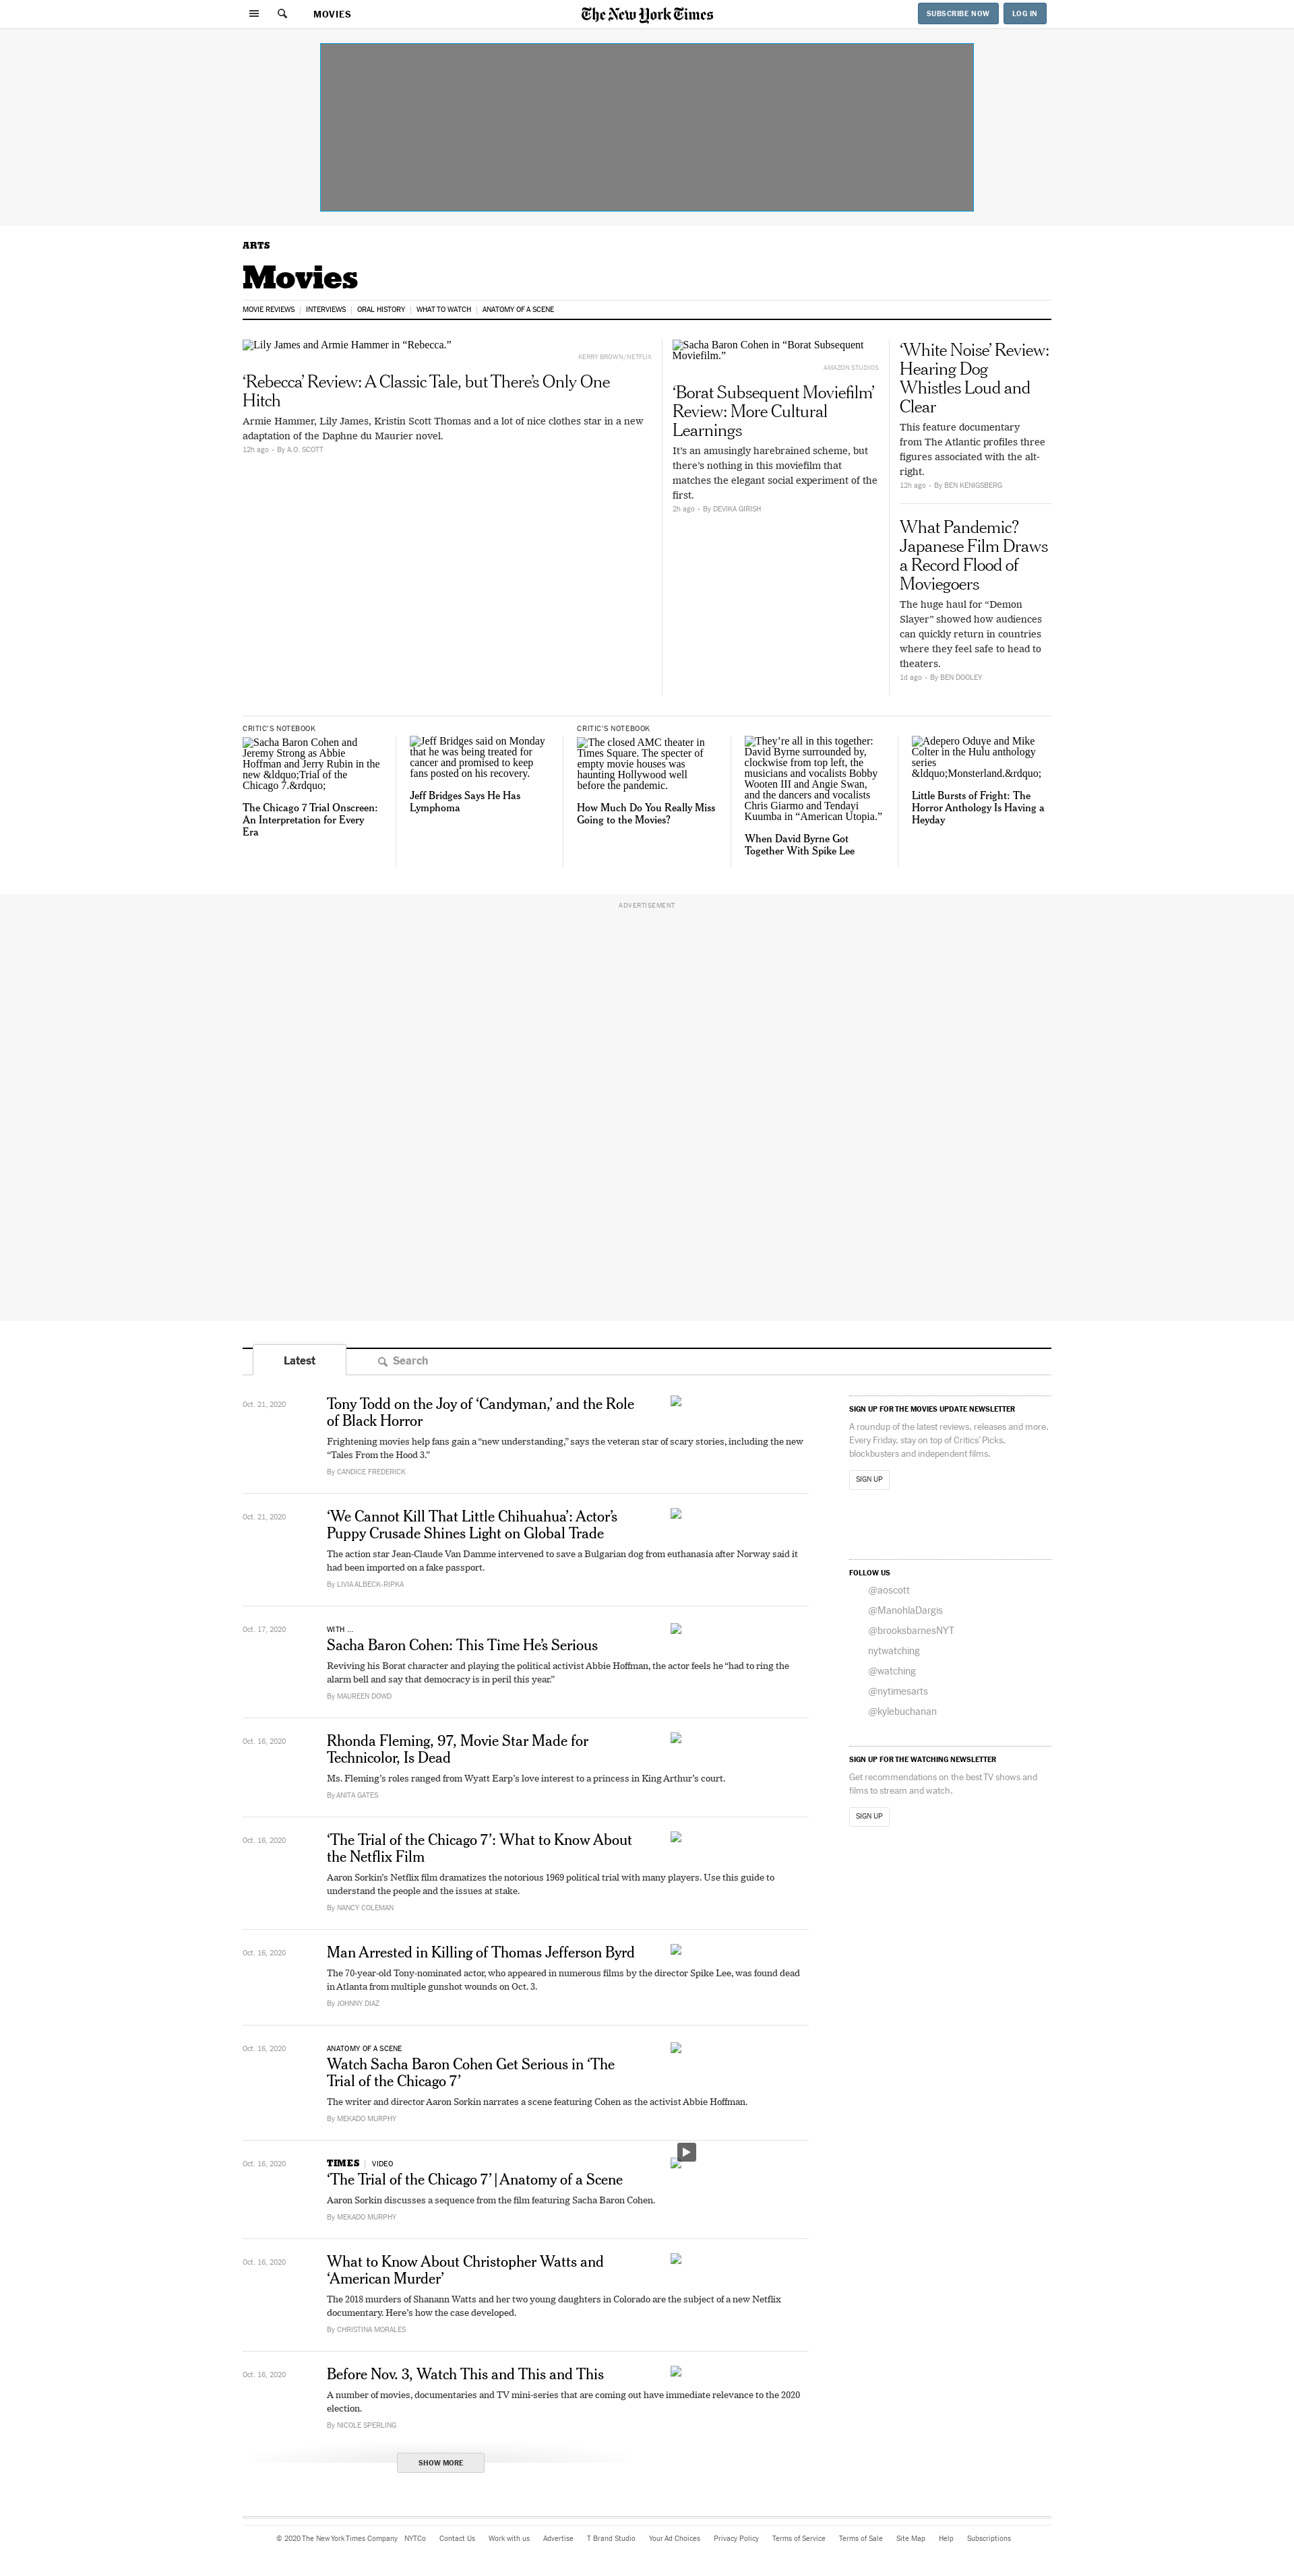 MOVIES
The New York Times
SUBSCRIBE NOW
LOG IN
ARTS
Movies
MOVIE REVIEWS | INTERVIEWS | ORAL HISTORY | WHAT TO WATCH | ANATOMY OF A SCENE
Lily James and Armie Hammer in “Rebecca.”
KERRY BROWN/NETFLIX
‘Rebecca’ Review: A Classic Tale, but There’s Only One
Hitch
Armie Hammer, Lily James, Kristin Scott Thomas and a lot of nice clothes star in a new
adaptation of the Daphne du Maurier novel.
12h ago • By A.O. SCOTT
Sacha Baron Cohen in “Borat Subsequent
Moviefilm.”
AMAZON STUDIOS
‘Borat Subsequent Moviefilm’
Review: More Cultural
Learnings
It’s an amusingly harebrained scheme, but
there’s nothing in this moviefilm that
matches the elegant social experiment of the
first.
2h ago • By DEVIKA GIRISH
‘White Noise’ Review:
Hearing Dog
Whistles Loud and
Clear
This feature documentary
from The Atlantic profiles three
figures associated with the alt-
right.
12h ago • By BEN KENIGSBERG
What Pandemic?
Japanese Film Draws
a Record Flood of
Moviegoers
The huge haul for “Demon
Slayer” showed how audiences
can quickly return in countries
where they feel safe to head to
theaters.
1d ago • By BEN DOOLEY
CRITIC’S NOTEBOOK
Sacha Baron Cohen and
Jeremy Strong as Abbie
Hoffman and Jerry Rubin in the
new &ldquo;Trial of the
Chicago 7.&rdquo;
The Chicago 7 Trial Onscreen:
An Interpretation for Every
Era
Jeff Bridges said on Monday
that he was being treated for
cancer and promised to keep
fans posted on his recovery.
Jeff Bridges Says He Has
Lymphoma
CRITIC’S NOTEBOOK
The closed AMC theater in
Times Square. The specter of
empty movie houses was
haunting Hollywood well
before the pandemic.
How Much Do You Really Miss
Going to the Movies?
They’re all in this together:
David Byrne surrounded by,
clockwise from top left, the
musicians and vocalists Bobby
Wooten III and Angie Swan,
and the dancers and vocalists
Chris Giarmo and Tendayi
Kuumba in “American Utopia.”
When David Byrne Got
Together With Spike Lee
Adepero Oduye and Mike
Colter in the Hulu anthology
series
&ldquo;Monsterland.&rdquo;
Little Bursts of Fright: The
Horror Anthology Is Having a
Heyday
ADVERTISEMENT
Latest
Search
Oct. 21, 2020
Tony Todd on the Joy of ‘Candyman,’ and the Role
of Black Horror
Frightening movies help fans gain a “new understanding,” says the veteran star of scary stories, including the new
“Tales From the Hood 3.”
By CANDICE FREDERICK
Oct. 21, 2020
‘We Cannot Kill That Little Chihuahua’: Actor’s
Puppy Crusade Shines Light on Global Trade
The action star Jean-Claude Van Damme intervened to save a Bulgarian dog from euthanasia after Norway said it
had been imported on a fake passport.
By LIVIA ALBECK-RIPKA
Oct. 17, 2020
WITH ...
Sacha Baron Cohen: This Time He’s Serious
Reviving his Borat character and playing the political activist Abbie Hoffman, the actor feels he “had to ring the
alarm bell and say that democracy is in peril this year.”
By MAUREEN DOWD
Oct. 16, 2020
Rhonda Fleming, 97, Movie Star Made for
Technicolor, Is Dead
Ms. Fleming’s roles ranged from Wyatt Earp’s love interest to a princess in King Arthur’s court.
By ANITA GATES
Oct. 16, 2020
‘The Trial of the Chicago 7’: What to Know About
the Netflix Film
Aaron Sorkin’s Netflix film dramatizes the notorious 1969 political trial with many players. Use this guide to
understand the people and the issues at stake.
By NANCY COLEMAN
Oct. 16, 2020
Man Arrested in Killing of Thomas Jefferson Byrd
The 70-year-old Tony-nominated actor, who appeared in numerous films by the director Spike Lee, was found dead
in Atlanta from multiple gunshot wounds on Oct. 3.
By JOHNNY DIAZ
Oct. 16, 2020
ANATOMY OF A SCENE
Watch Sacha Baron Cohen Get Serious in ‘The
Trial of the Chicago 7’
The writer and director Aaron Sorkin narrates a scene featuring Cohen as the activist Abbie Hoffman.
By MEKADO MURPHY
Oct. 16, 2020
TIMES | VIDEO
‘The Trial of the Chicago 7’ | Anatomy of a Scene
Aaron Sorkin discusses a sequence from the film featuring Sacha Baron Cohen.
By MEKADO MURPHY
Oct. 16, 2020
What to Know About Christopher Watts and
‘American Murder’
The 2018 murders of Shanann Watts and her two young daughters in Colorado are the subject of a new Netflix
documentary. Here’s how the case developed.
By CHRISTINA MORALES
Oct. 16, 2020
Before Nov. 3, Watch This and This and This
A number of movies, documentaries and TV mini-series that are coming out have immediate relevance to the 2020
election.
By NICOLE SPERLING
SHOW MORE
SIGN UP FOR THE MOVIES UPDATE NEWSLETTER
A roundup of the latest reviews, releases and more.
Every Friday, stay on top of Critics’ Picks,
blockbusters and independent films.
SIGN UP
FOLLOW US
@aoscott
@ManohlaDargis
@brooksbarnesNYT
nytwatching
@watching
@nytimesarts
@kylebuchanan
SIGN UP FOR THE WATCHING NEWSLETTER
Get recommendations on the best TV shows and
films to stream and watch.
SIGN UP
© 2020 The New York Times Company NYTCo Contact Us Work with us Advertise T Brand Studio Your Ad Choices Privacy Policy Terms of Service Terms of Sale Site Map Help Subscriptions